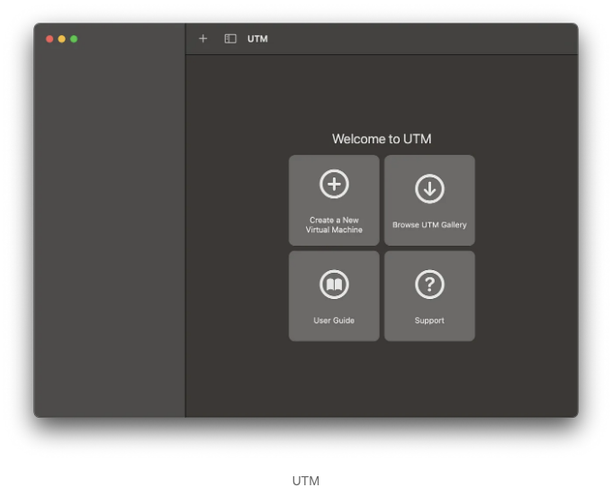 UTM
Welcome to UTM
Create a New
Virtual Machine
Browse UTM Gallery
User Guide
Support
UTM